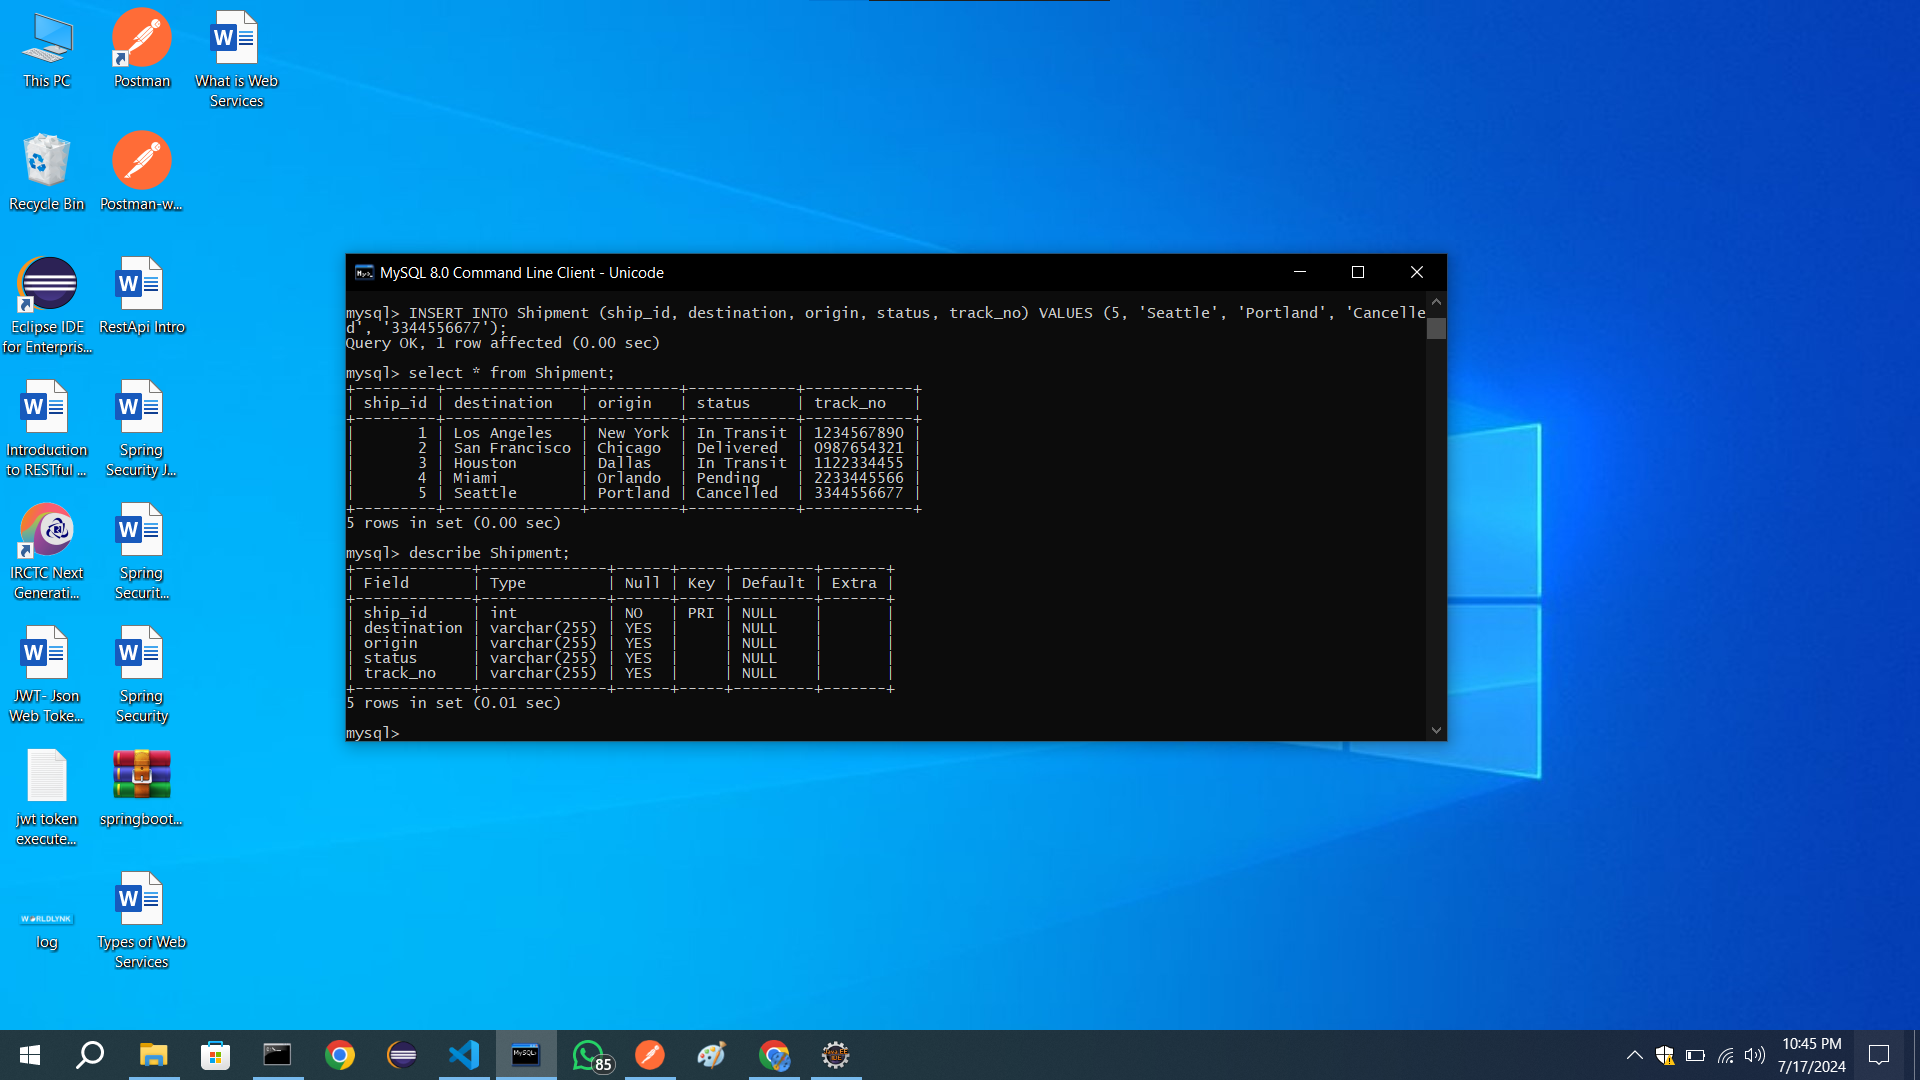 This PC
Postman
What is Web
Services
Recycle Bin
Postman-w...
Eclipse IDE
for Enterpris...
RestApi Intro
Introduction
to RESTful ...
Spring
Security J...
IRCTC Next
Generati...
Spring
Securit...
JWT- Json
Web Toke...
Spring
Security
jwt token
execute...
springboot...
WORLDLYNK
log
Types of Web
Services
MySQL 8.0 Command Line Client - Unicode
mysql> INSERT INTO Shipment (ship_id, destination, origin, status, track_no) VALUES (5, 'Seattle', 'Portland', 'Cancelle
d', '3344556677');
Query OK, 1 row affected (0.00 sec)
mysql> select * from Shipment;
+---------+---------------+----------+------------+------------+
| ship_id | destination   | origin   | status     | track_no   |
+---------+---------------+----------+------------+------------+
|       1 | Los Angeles   | New York | In Transit | 1234567890 |
|       2 | San Francisco | Chicago  | Delivered  | 0987654321 |
|       3 | Houston       | Dallas   | In Transit | 1122334455 |
|       4 | Miami         | Orlando  | Pending    | 2233445566 |
|       5 | Seattle       | Portland | Cancelled  | 3344556677 |
+---------+---------------+----------+------------+------------+
5 rows in set (0.00 sec)
mysql> describe Shipment;
+-------------+--------------+------+-----+---------+-------+
| Field       | Type         | Null | Key | Default | Extra |
+-------------+--------------+------+-----+---------+-------+
| ship_id     | int          | NO   | PRI | NULL    |       |
| destination | varchar(255) | YES  |     | NULL    |       |
| origin      | varchar(255) | YES  |     | NULL    |       |
| status      | varchar(255) | YES  |     | NULL    |       |
| track_no    | varchar(255) | YES  |     | NULL    |       |
+-------------+--------------+------+-----+---------+-------+
5 rows in set (0.01 sec)
mysql>
85
10:45 PM
7/17/2024